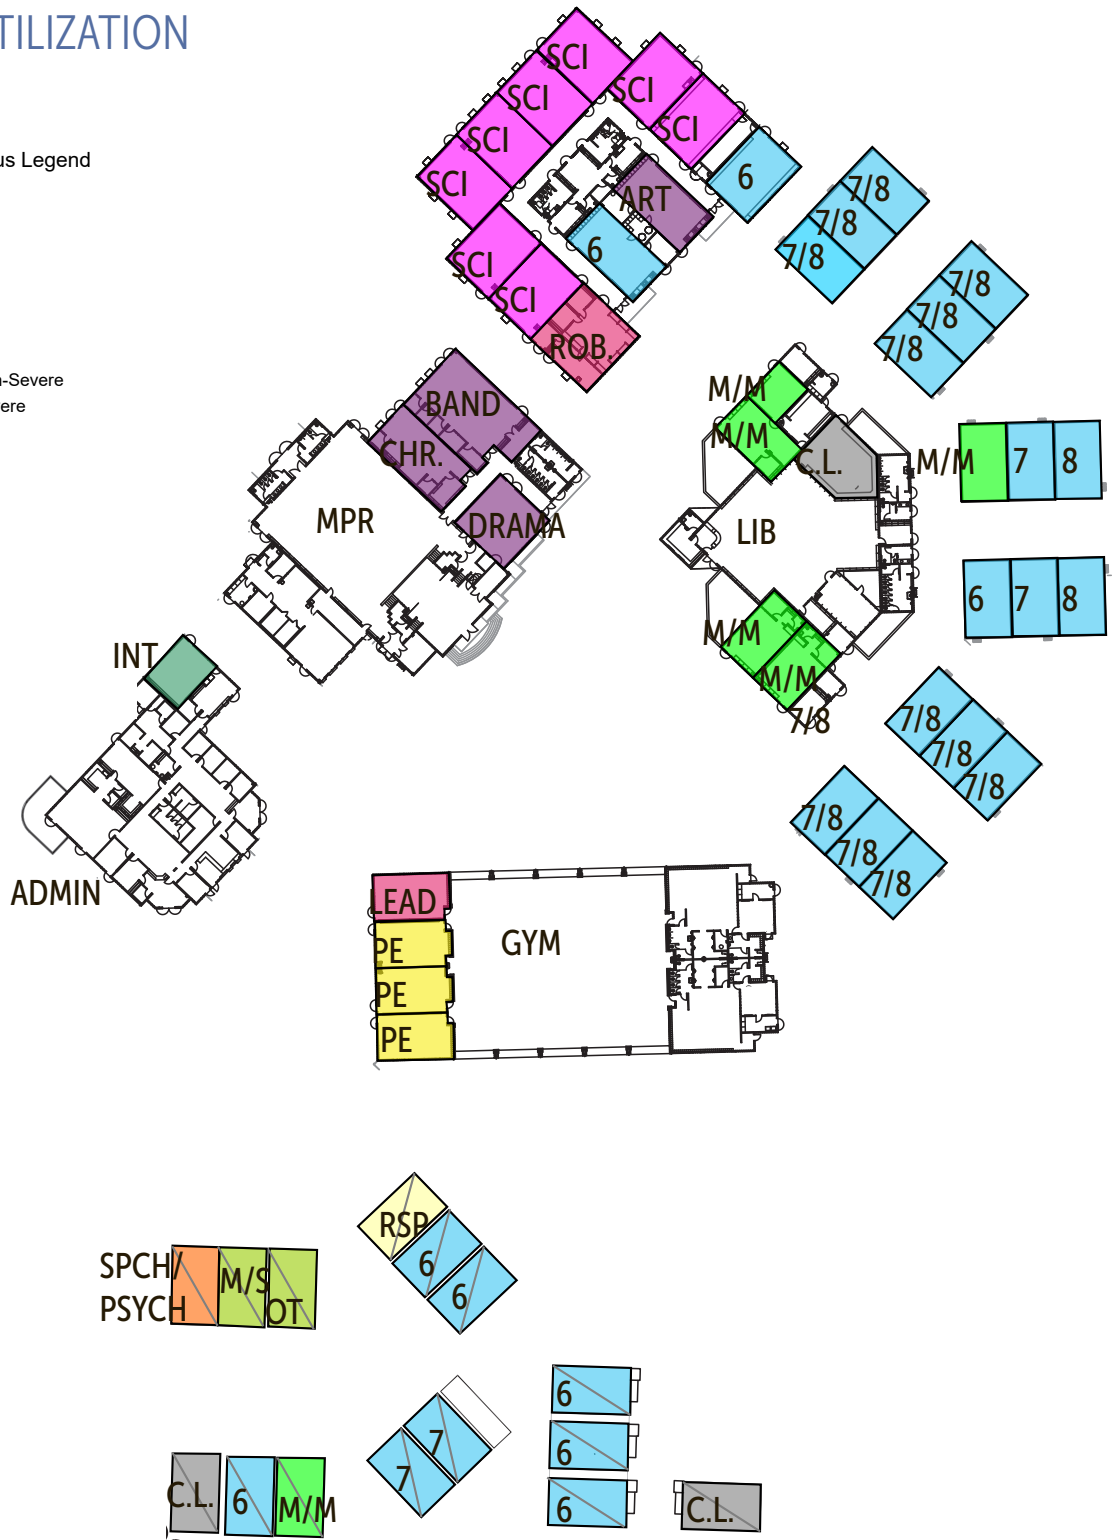 TILIZATION
SCI
SCI
SCI
SCI
SCI
SCI
us Legend
6
ART
7/8
7/8
7/8
6
SCI
SCI
7/8
7/8
7/8
ROB.
n-Severe
ere
BAND
CHR.
M/M
M/M
C.L.
M/M
7
8
MPR
DRAMA
LIB
6
7
8
INT
M/M
M/M
7/8
7/8
7/8
7/8
7/8
7/8
7/8
ADMIN
LEAD
PE
PE
PE
GYM
RSP
6
6
SPCH/
PSYCH
M/S
OT
7
7
6
6
6
C.L.
6
M/M
C.L.